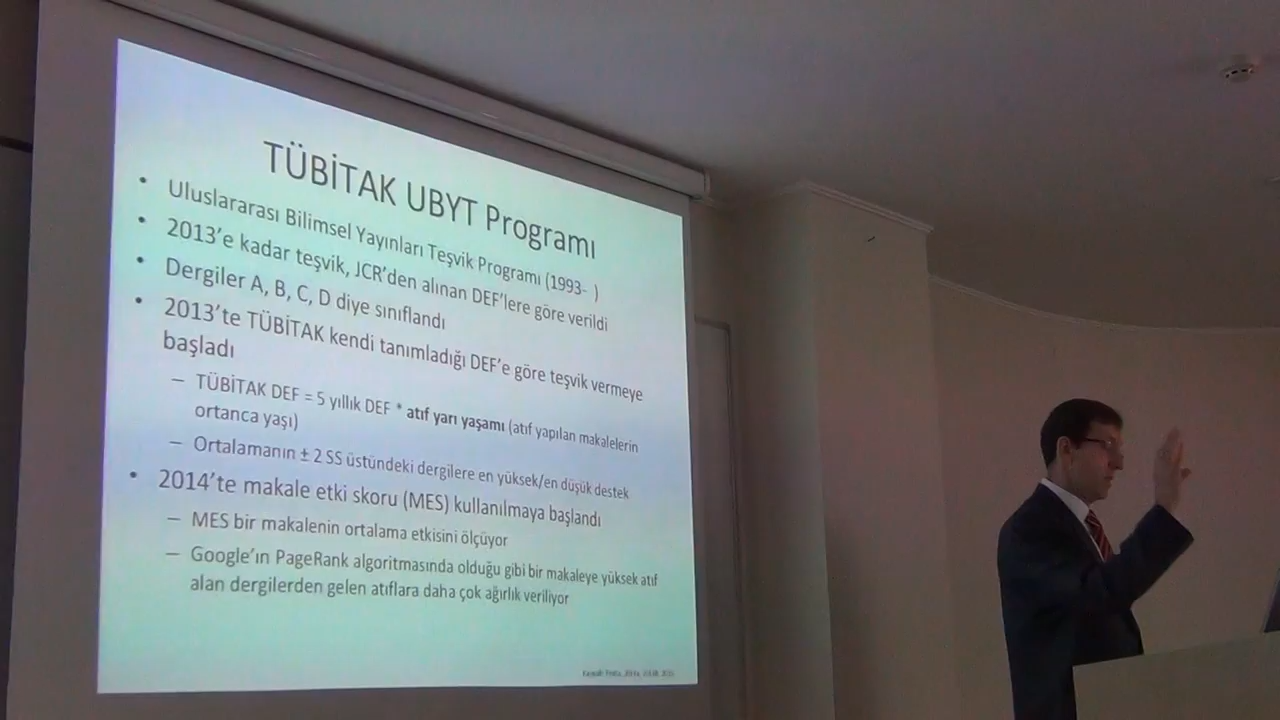 TÜBİTAK UBYT Programı
• Uluslararası Bilimsel Yayınları Teşvik Programı (1993- )
• 2013'e kadar teşvik, JCR'den alınan DEF'lere göre verildi
• Dergiler A, B, C, D diye sınıflandı
• 2013'te TÜBİTAK kendi tanımladığı DEF'e göre teşvik vermeye
başladı
– TÜBİTAK DEF = 5 yıllık DEF * atıf yarı yaşamı (atıf yapılan makalelerin
ortanca yaşı)
– Ortalamanın ± 2 SS üstündeki dergilere en yüksek/en düşük destek
• 2014'te makale etki skoru (MES) kullanılmaya başlandı
– MES bir makalenin ortalama etkisini ölçüyor
– Google'ın PageRank algoritmasında olduğu gibi bir makaleye yüksek atıf
alan dergilerden gelen atıflara daha çok ağırlık veriliyor